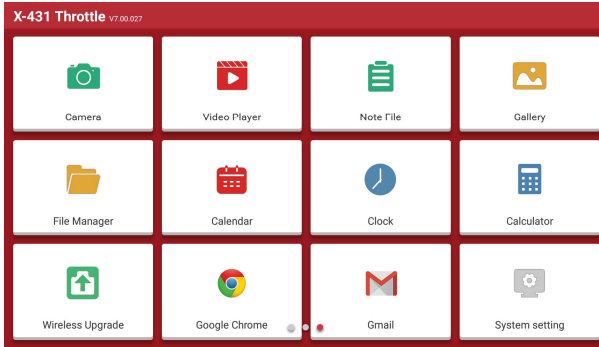 X-431 Throttle V7.00.027
Camera
Video Player
Note File
Gallery
File Manager
Calendar
Clock
Calculator
Wireless Upgrade
Google Chrome
Gmail
System setting